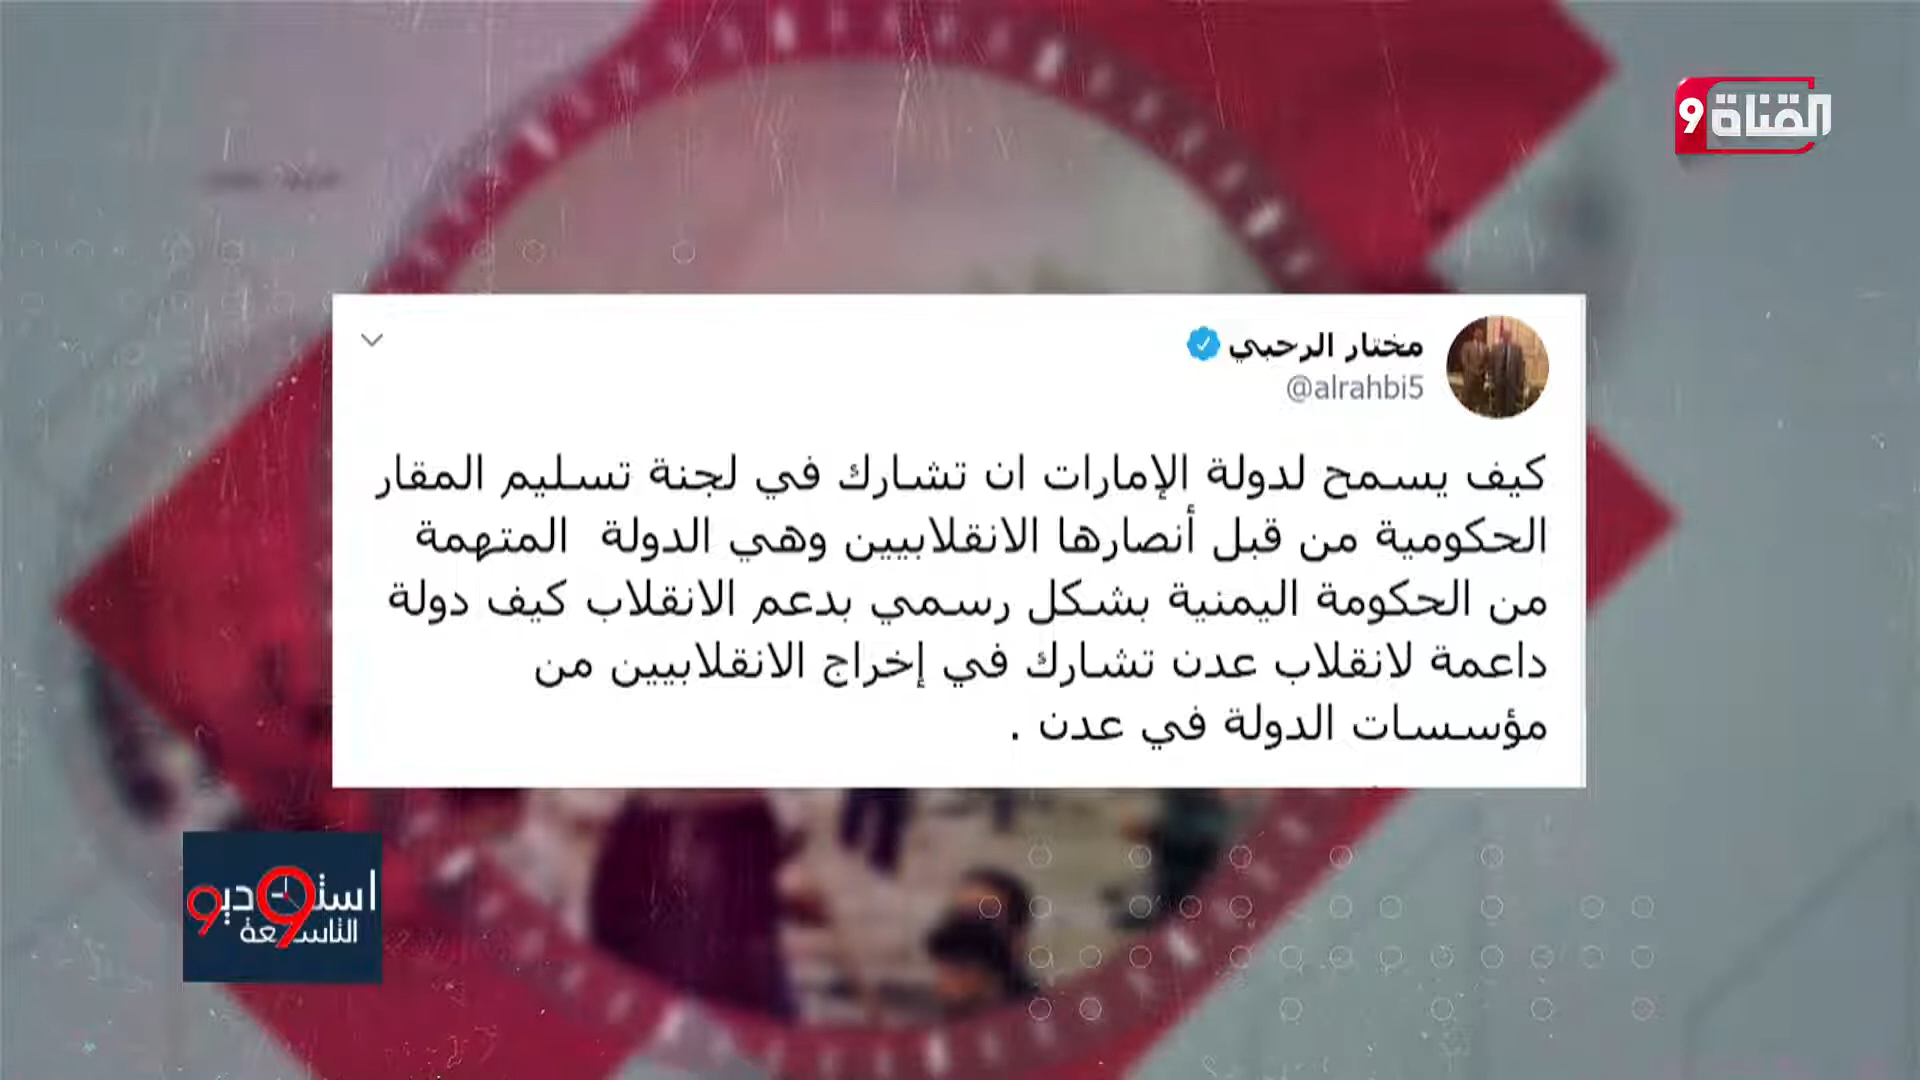 القناة 9
مختار الرحبي
@alrahbi5
كيف يسمح لدولة الإمارات ان تشارك في لجنة تسليم المقار
الحكومية من قبل أنصارها الانقلابيين وهي الدولة المتهمة
من الحكومة اليمنية بشكل رسمي بدعم الانقلاب كيف دولة
داعمة لانقلاب عدن تشارك في إخراج الانقلابيين من
مؤسسات الدولة في عدن .
استوديو 9
التاسعة